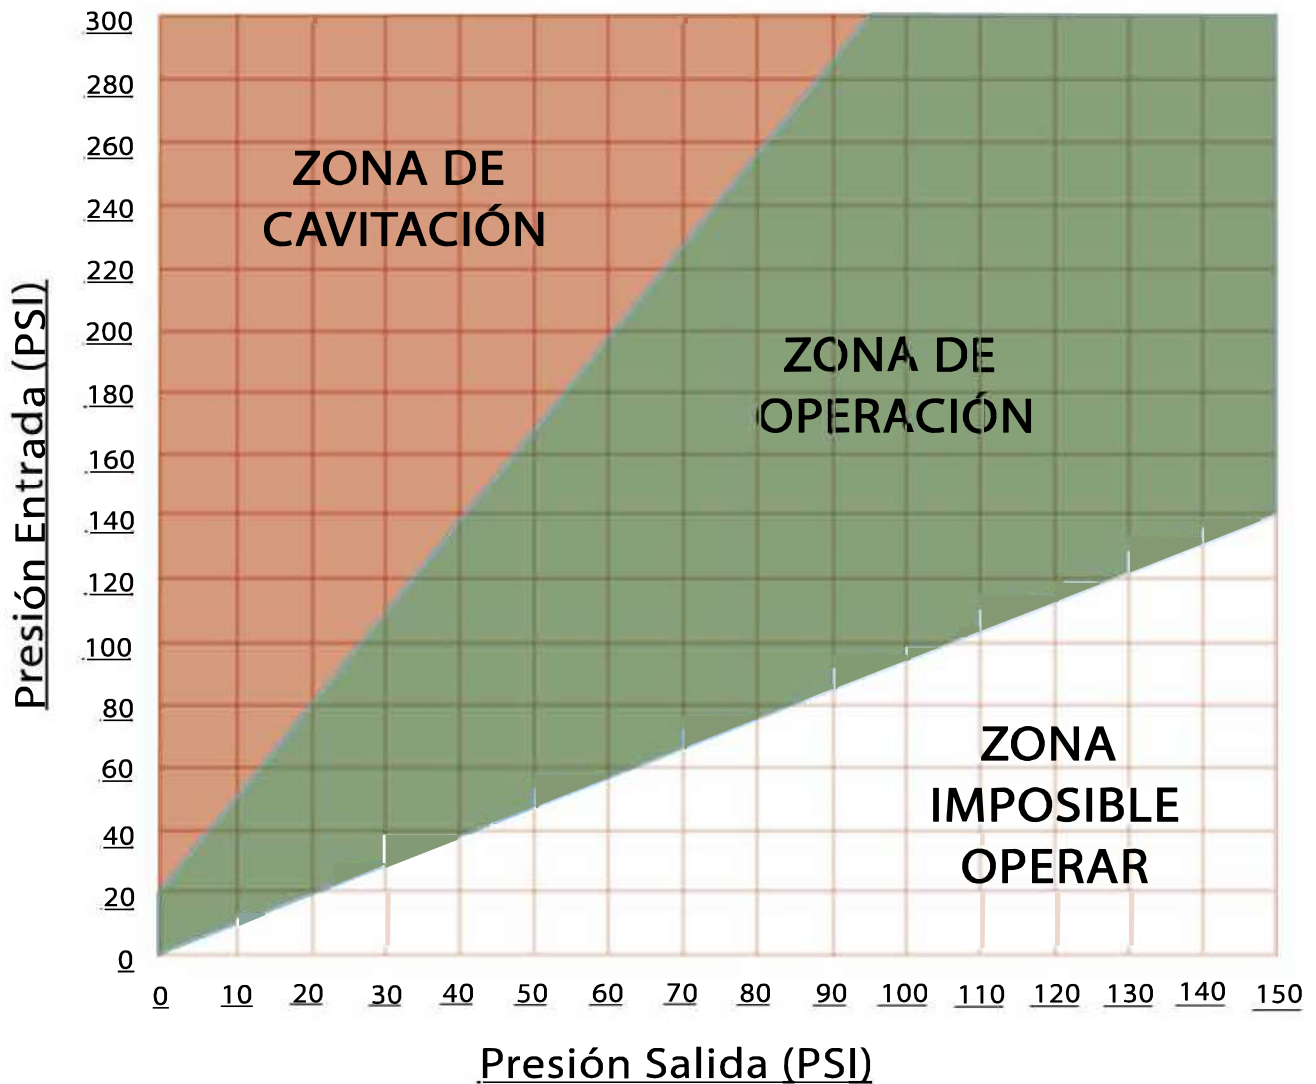 300
280
260
240
220
200
180
160
140
120
100
80
60
40
20
0
Presión Entrada (PSI)
ZONA DE
CAVITACIÓN
ZONA DE
OPERACIÓN
ZONA
IMPOSIBLE
OPERAR
0 10 20 30 40 50 60 70 80 90 100 110 120 130 140 150
Presión Salida (PSI)